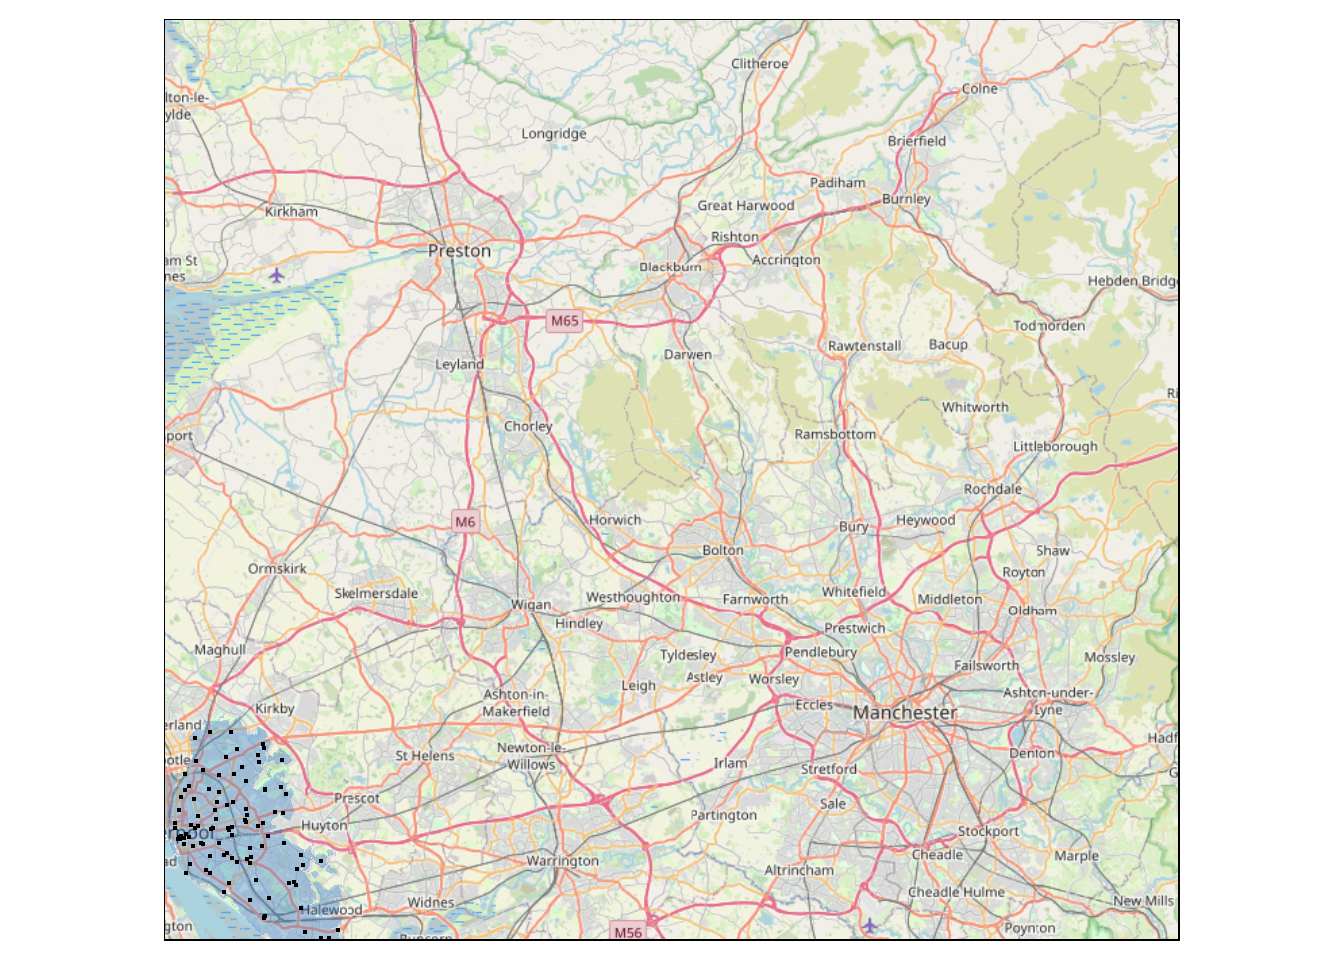 Clitheroe
Colne
lton-le-
ylde
Longridge
Brierfield
Padiham
Burnley
Great Harwood
Kirkham
Rishton
Preston
Accrington
Blackburn
am St
nes
Hebden Bridg
M65
Todmorden
Rawtenstall
Bacup
Darwen
Leyland
Whitworth
Chorley
Ramsbottom
port
Littleborough
Rochdale
M6
Horwich
Bury
Heywood
Bolton
Shaw
Ormskirk
Royton
Skelmersdale
Westhoughton
Farnworth
Whitefield
Middleton
Wigan
Oldham
Hindley
Prestwich
Maghull
Pendlebury
Tyldesley
Mossley
Failsworth
Astley
Worsley
Leigh
Ashton-in-
Makerfield
Ashton-under-
Lyne
Kirkby
Eccles
Manchester
erland
Hadf
St Helens
Newton-le-
Willows
Denton
ootle
Irlam
Stretford
Prescot
Sale
Partington
Huyton
erpool
Stockport
Warrington
Cheadle
Marple
ad
Altrincham
Cheadle Hulme
Widnes
New Mills
Halewood
gton
Poynton
M56
Runcorn